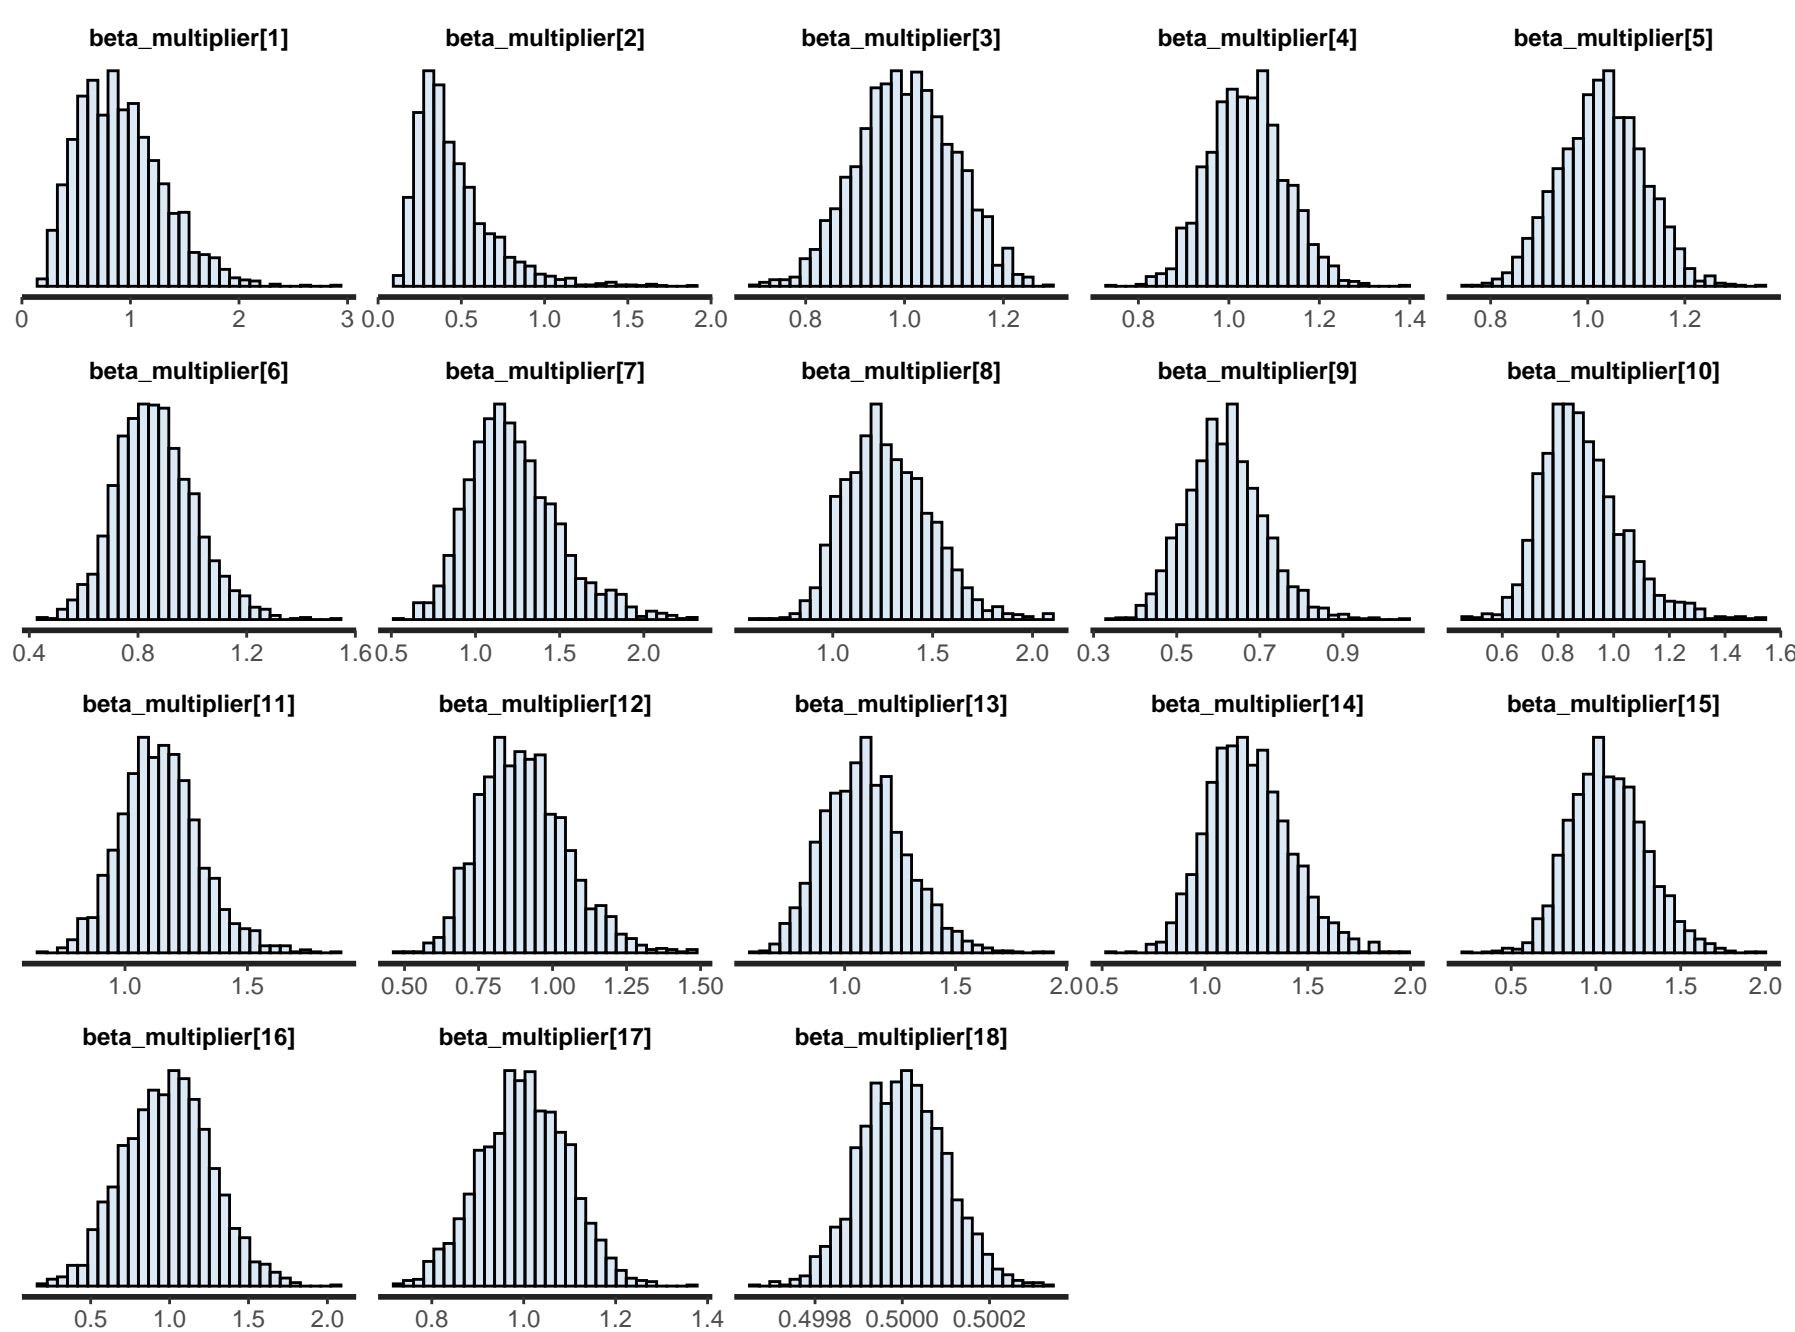 beta_multiplier[1] beta_multiplier[2] beta_multiplier[3] beta_multiplier[4] beta_multiplier[5]
0 1 2 3 0.0 0.5 1.0 1.5 2.0 0.8 1.0 1.2 0.8 1.0 1.2 1.4 0.8 1.0 1.2
beta_multiplier[6] beta_multiplier[7] beta_multiplier[8] beta_multiplier[9] beta_multiplier[10]
0.4 0.8 1.2 1.6 0.5 1.0 1.5 2.0 1.0 1.5 2.0 0.3 0.5 0.7 0.9 0.6 0.8 1.0 1.2 1.4 1.6
beta_multiplier[11] beta_multiplier[12] beta_multiplier[13] beta_multiplier[14] beta_multiplier[15]
1.0 1.5 0.50 0.75 1.00 1.25 1.50 1.0 1.5 2.0 0.5 1.0 1.5 2.0 0.5 1.0 1.5 2.0
beta_multiplier[16] beta_multiplier[17] beta_multiplier[18]
0.5 1.0 1.5 2.0 0.8 1.0 1.2 1.4 0.4998 0.5000 0.5002